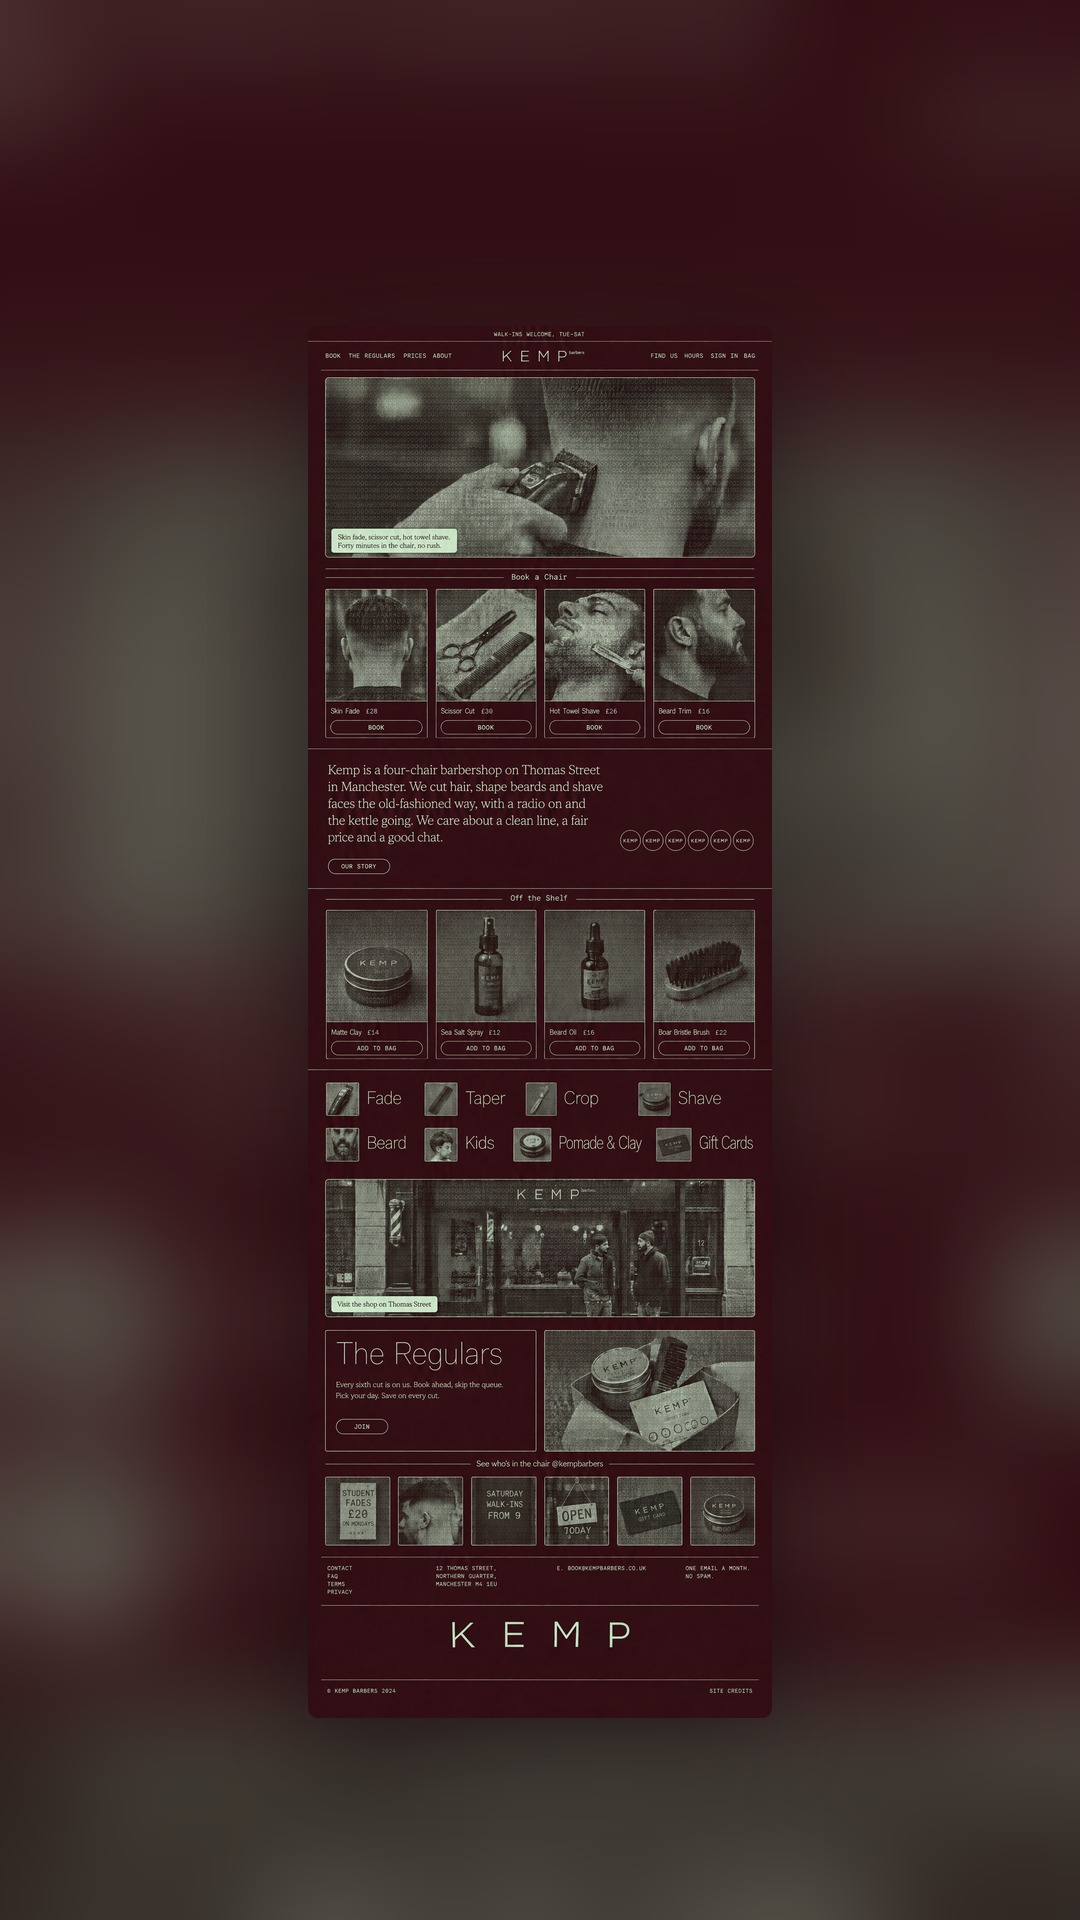 WALK-INS WELCOME, TUE-SAT
BOOK THE REGULARS PRICES ABOUT
KEMP barbers
FIND US HOURS SIGN IN BAG
Skin fade, scissor cut, hot towel shave.
Forty minutes in the chair, no rush.
Book a Chair
Skin Fade £28
BOOK
Scissor Cut £30
BOOK
Hot Towel Shave £26
BOOK
Beard Trim £16
BOOK
Kemp is a four-chair barbershop on Thomas Street
in Manchester. We cut hair, shape beards and shave
faces the old-fashioned way, with a radio on and
the kettle going. We care about a clean line, a fair
price and a good chat.
KEMP KEMP KEMP KEMP KEMP KEMP
OUR STORY
Off the Shelf
KEMP
KEMP
KEMP
Matte Clay £14
ADD TO BAG
Sea Salt Spray £12
ADD TO BAG
Beard Oil £16
ADD TO BAG
Boar Bristle Brush £22
ADD TO BAG
Fade
Taper
Crop
Shave
Beard
Kids
Pomade & Clay
Gift Cards
KEMP barbers
12
Visit the shop on Thomas Street
The Regulars
Every sixth cut is on us. Book ahead, skip the queue.
Pick your day. Save on every cut.
JOIN
KEMP
KEMP
See who's in the chair @kempbarbers
STUDENT
FADES
£20
ON MONDAYS
KEMP
SATURDAY
WALK-INS
FROM 9
OPEN
TODAY
KEMP
GIFT CARD
KEMP
CONTACT
FAQ
TERMS
PRIVACY
12 THOMAS STREET,
NORTHERN QUARTER,
MANCHESTER M4 1EU
E. BOOK@KEMPBARBERS.CO.UK
ONE EMAIL A MONTH.
NO SPAM.
KEMP
© KEMP BARBERS 2024
SITE CREDITS